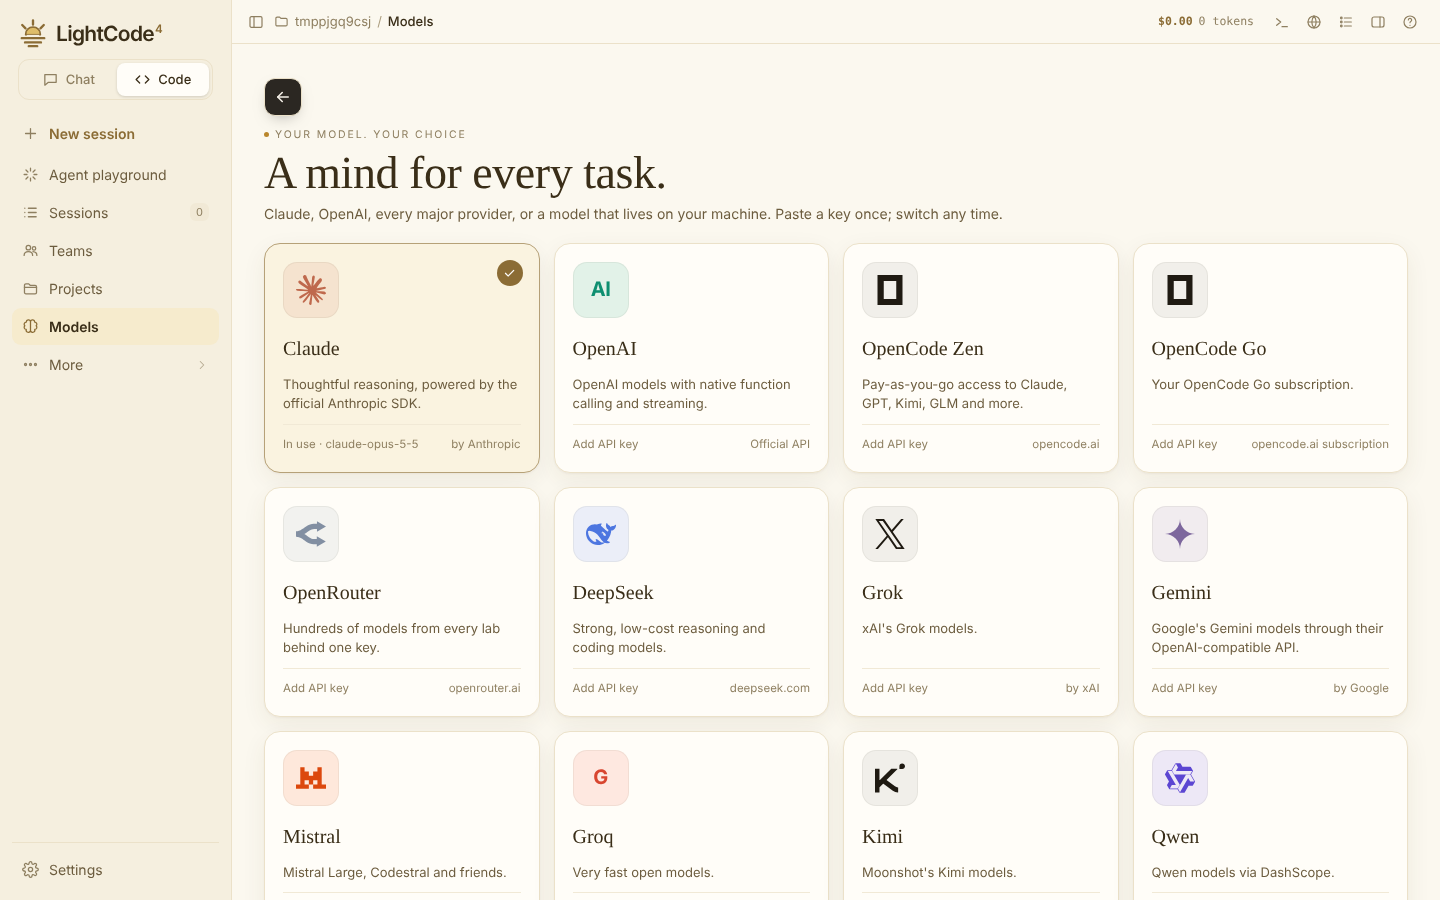 LightCode4
Chat
Code
New session
Agent playground
Sessions 0
Teams
Projects
Models
More
Settings
tmppjgq9csj / Models
$0.00 0 tokens
YOUR MODEL. YOUR CHOICE
A mind for every task.
Claude, OpenAI, every major provider, or a model that lives on your machine. Paste a key once; switch any time.
Claude
Thoughtful reasoning, powered by the
official Anthropic SDK.
In use · claude-opus-5-5 by Anthropic
AI
OpenAI
OpenAI models with native function
calling and streaming.
Add API key Official API
OpenCode Zen
Pay-as-you-go access to Claude,
GPT, Kimi, GLM and more.
Add API key opencode.ai
OpenCode Go
Your OpenCode Go subscription.
Add API key opencode.ai subscription
OpenRouter
Hundreds of models from every lab
behind one key.
Add API key openrouter.ai
DeepSeek
Strong, low-cost reasoning and
coding models.
Add API key deepseek.com
Grok
xAI's Grok models.
Add API key by xAI
Gemini
Google's Gemini models through their
OpenAI-compatible API.
Add API key by Google
Mistral
Mistral Large, Codestral and friends.
G
Groq
Very fast open models.
Kimi
Moonshot's Kimi models.
Qwen
Qwen models via DashScope.